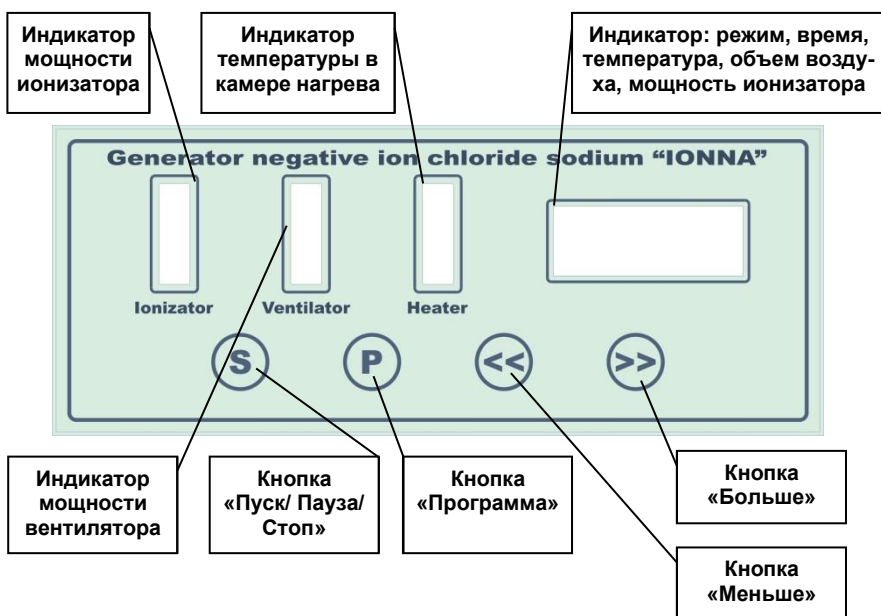 Индикатор
мощности
ионизатора
Индикатор
температуры в
камере нагрева
Индикатор: режим, время,
температура, объем возду-
ха, мощность ионизатора
Generator negative ion chloride sodium “IONNA”
Ionizator
Ventilator
Heater
S
P
<<
>>
Индикатор
мощности
вентилятора
Кнопка
«Пуск/ Пауза/
Стоп»
Кнопка
«Программа»
Кнопка
«Больше»
Кнопка
«Меньше»